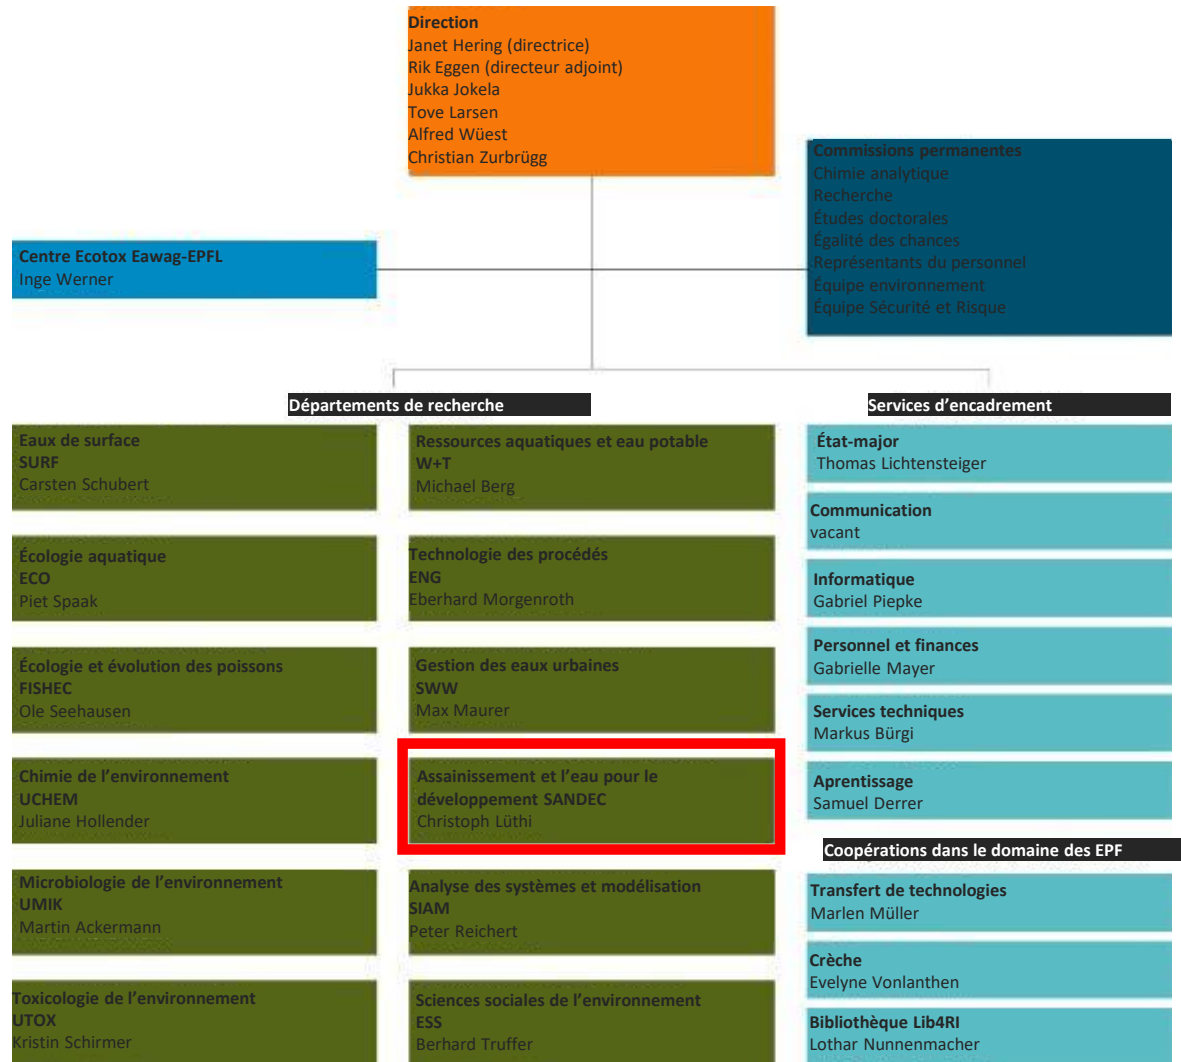 Direction
Janet Hering (directrice)
Rik Eggen (directeur adjoint)
Jukka Jokela
Tove Larsen
Alfred Wüest
Christian Zurbrügg
Commissions permanentes
Chimie analytique
Recherche
Études doctorales
Égalité des chances
Représentants du personnel
Équipe environnement
Équipe Sécurité et Risque
Centre Ecotox Eawag-EPFL
Inge Werner
Départements de recherche
Eaux de surface
SURF
Carsten Schubert
Écologie aquatique
ECO
Piet Spaak
Écologie et évolution des poissons
FISHEC
Ole Seehausen
Chimie de l’environnement
UCHEM
Juliane Hollender
Microbiologie de l’environnement
UMIK
Martin Ackermann
Toxicologie de l’environnement
UTOX
Kristin Schirmer
Ressources aquatiques et eau potable
W+T
Michael Berg
Technologie des procédés
ENG
Eberhard Morgenroth
Gestion des eaux urbaines
SWW
Max Maurer
Assainissement et l’eau pour le
développement SANDEC
Christoph Lüthi
Analyse des systèmes et modélisation
SIAM
Peter Reichert
Sciences sociales de l’environnement
ESS
Berhard Truffer
Services d’encadrement
État-major
Thomas Lichtensteiger
Communication
vacant
Informatique
Gabriel Piepke
Personnel et finances
Gabrielle Mayer
Services techniques
Markus Bürgi
Aprentissage
Samuel Derrer
Coopérations dans le domaine des EPF
Transfert de technologies
Marlen Müller
Crèche
Evelyne Vonlanthen
Bibliothèque Lib4RI
Lothar Nunnenmacher